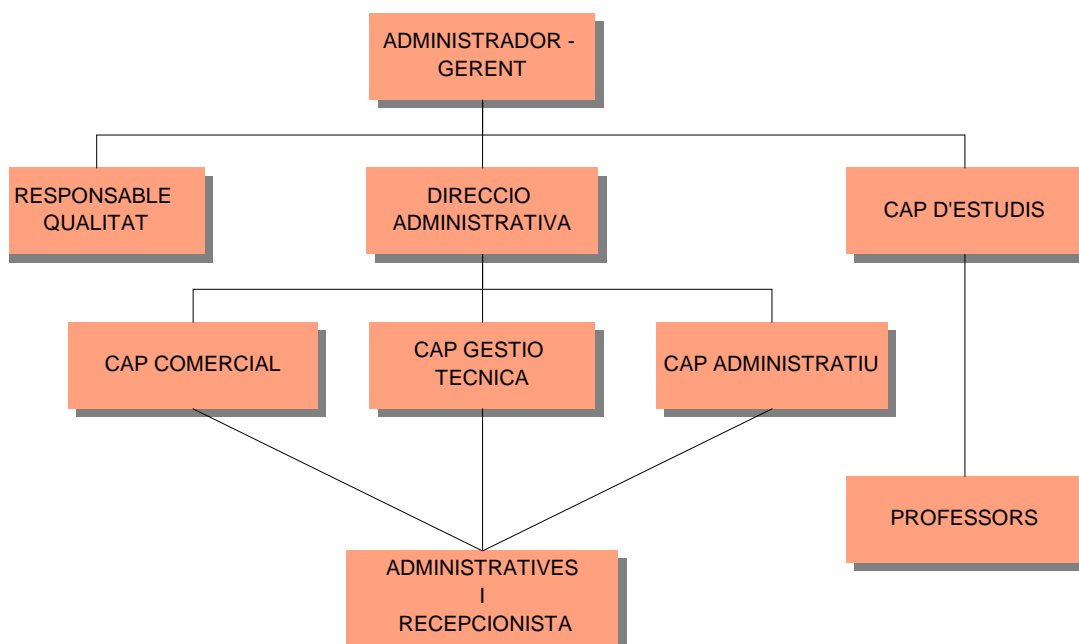 ADMINISTRADOR -
GERENT
RESPONSABLE
QUALITAT
DIRECCIO
ADMINISTRATIVA
CAP D'ESTUDIS
CAP COMERCIAL
CAP GESTIO
TECNICA
CAP ADMINISTRATIU
PROFESSORS
ADMINISTRATIVES
I
RECEPCIONISTA